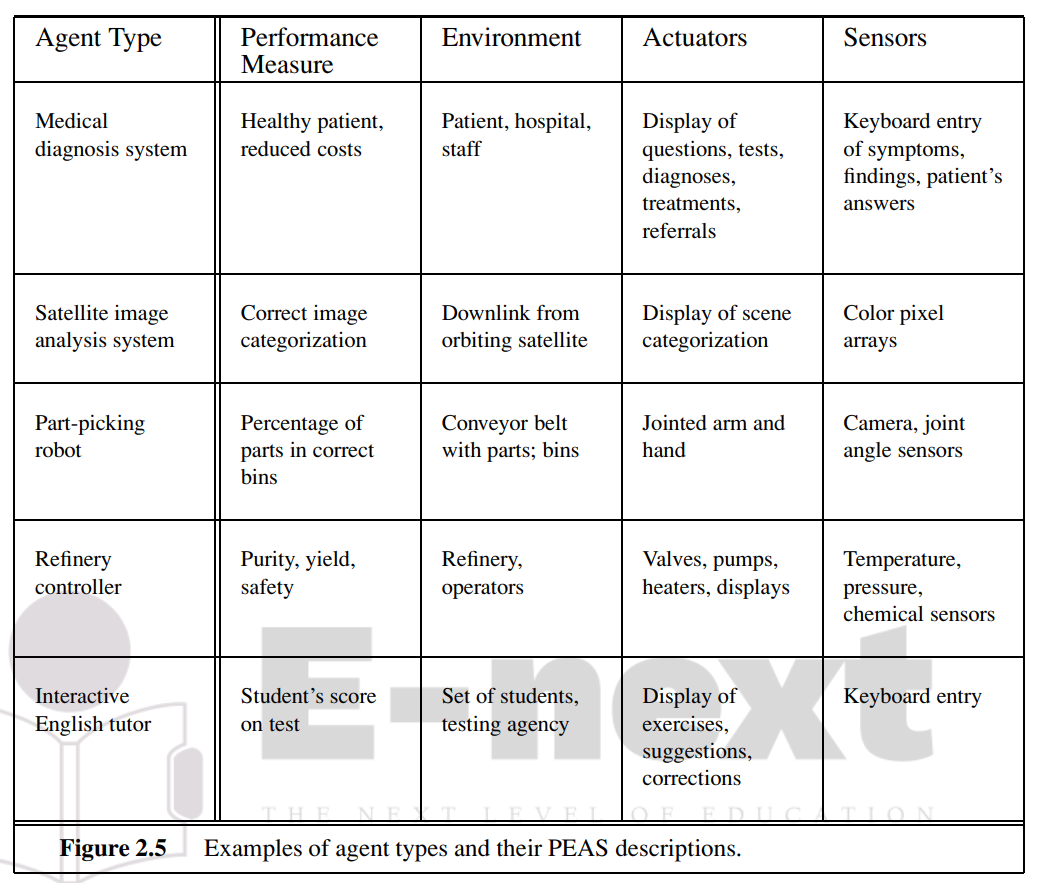 Agent Type
Performance
Measure
Environment
Actuators
Sensors
Medical
diagnosis system
Healthy patient,
reduced costs
Patient, hospital,
staff
Display of
questions, tests,
diagnoses,
treatments,
referrals
Keyboard entry
of symptoms,
findings, patient’s
answers
Satellite image
analysis system
Correct image
categorization
Downlink from
orbiting satellite
Display of scene
categorization
Color pixel
arrays
Part-picking
robot
Percentage of
parts in correct
bins
Conveyor belt
with parts; bins
Jointed arm and
hand
Camera, joint
angle sensors
Refinery
controller
Purity, yield,
safety
Refinery,
operators
Valves, pumps,
heaters, displays
Temperature,
pressure,
chemical sensors
Interactive
English tutor
Student’s score
on test
Set of students,
testing agency
Display of
exercises,
suggestions,
corrections
Keyboard entry
E-next
THE NEXT LEVEL OF EDUCATION
Figure 2.5 Examples of agent types and their PEAS descriptions.